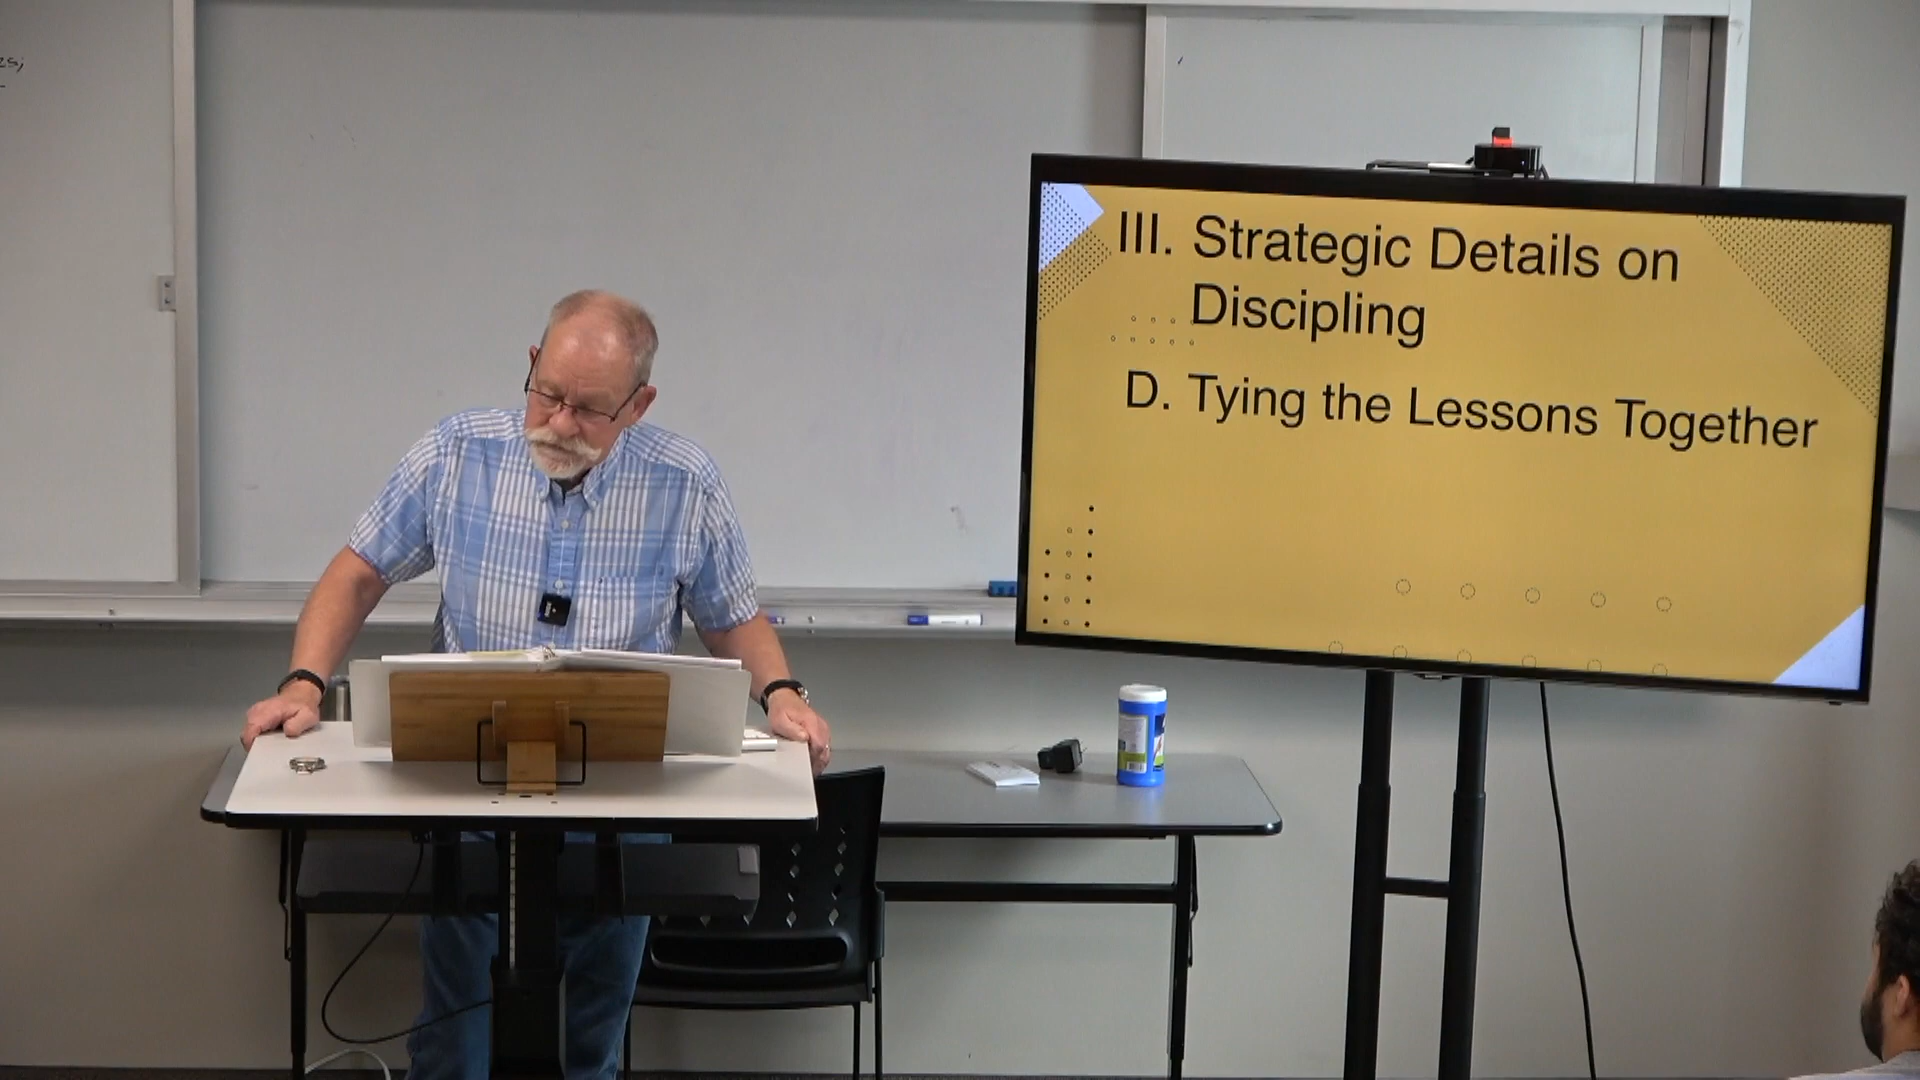 III. Strategic Details on
Discipling
D. Tying the Lessons Together